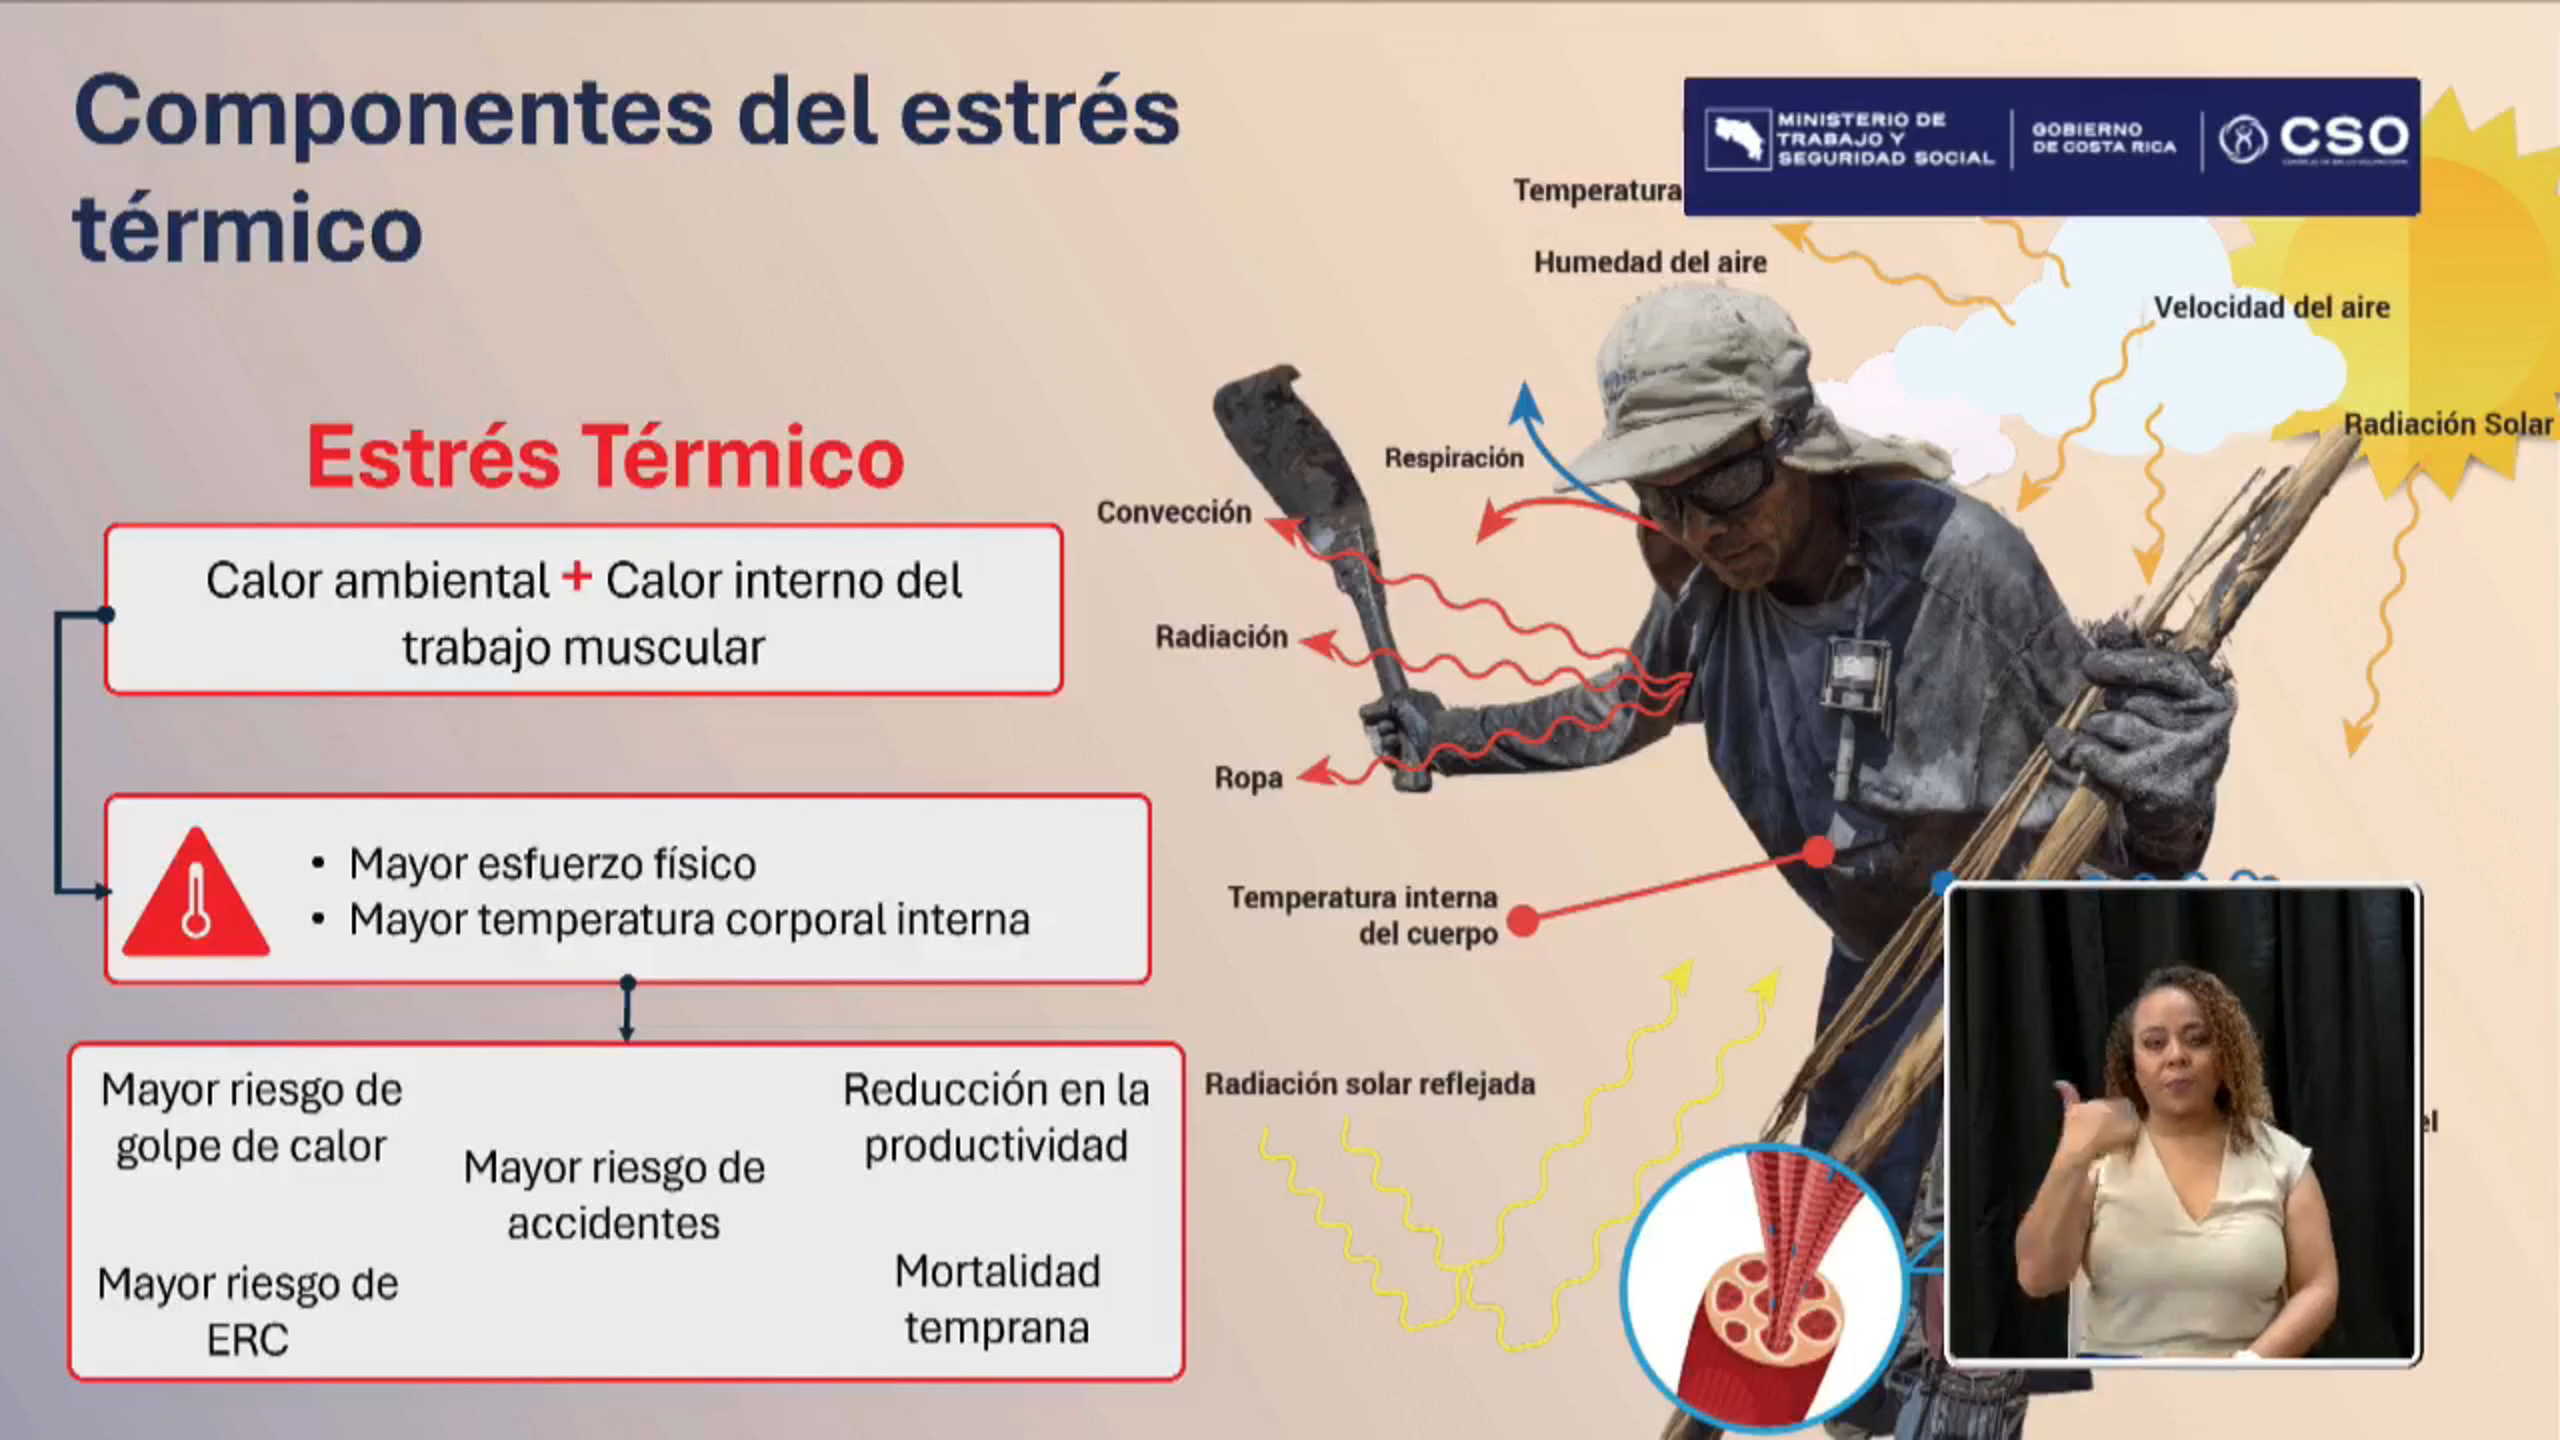 Componentes del estrés
térmico
MINISTERIO DE
TRABAJO Y
SEGURIDAD SOCIAL
GOBIERNO
DE COSTA RICA
CSO
Estrés Térmico
Calor ambiental + Calor interno del
trabajo muscular
• Mayor esfuerzo físico
• Mayor temperatura corporal interna
Mayor riesgo de
golpe de calor
Mayor riesgo de
accidentes
Reducción en la
productividad
Mayor riesgo de
ERC
Mortalidad
temprana
Temperatura
Humedad del aire
Velocidad del aire
Radiación Solar
Respiración
Convección
Radiación
Ropa
Temperatura interna
del cuerpo
Radiación solar reflejada